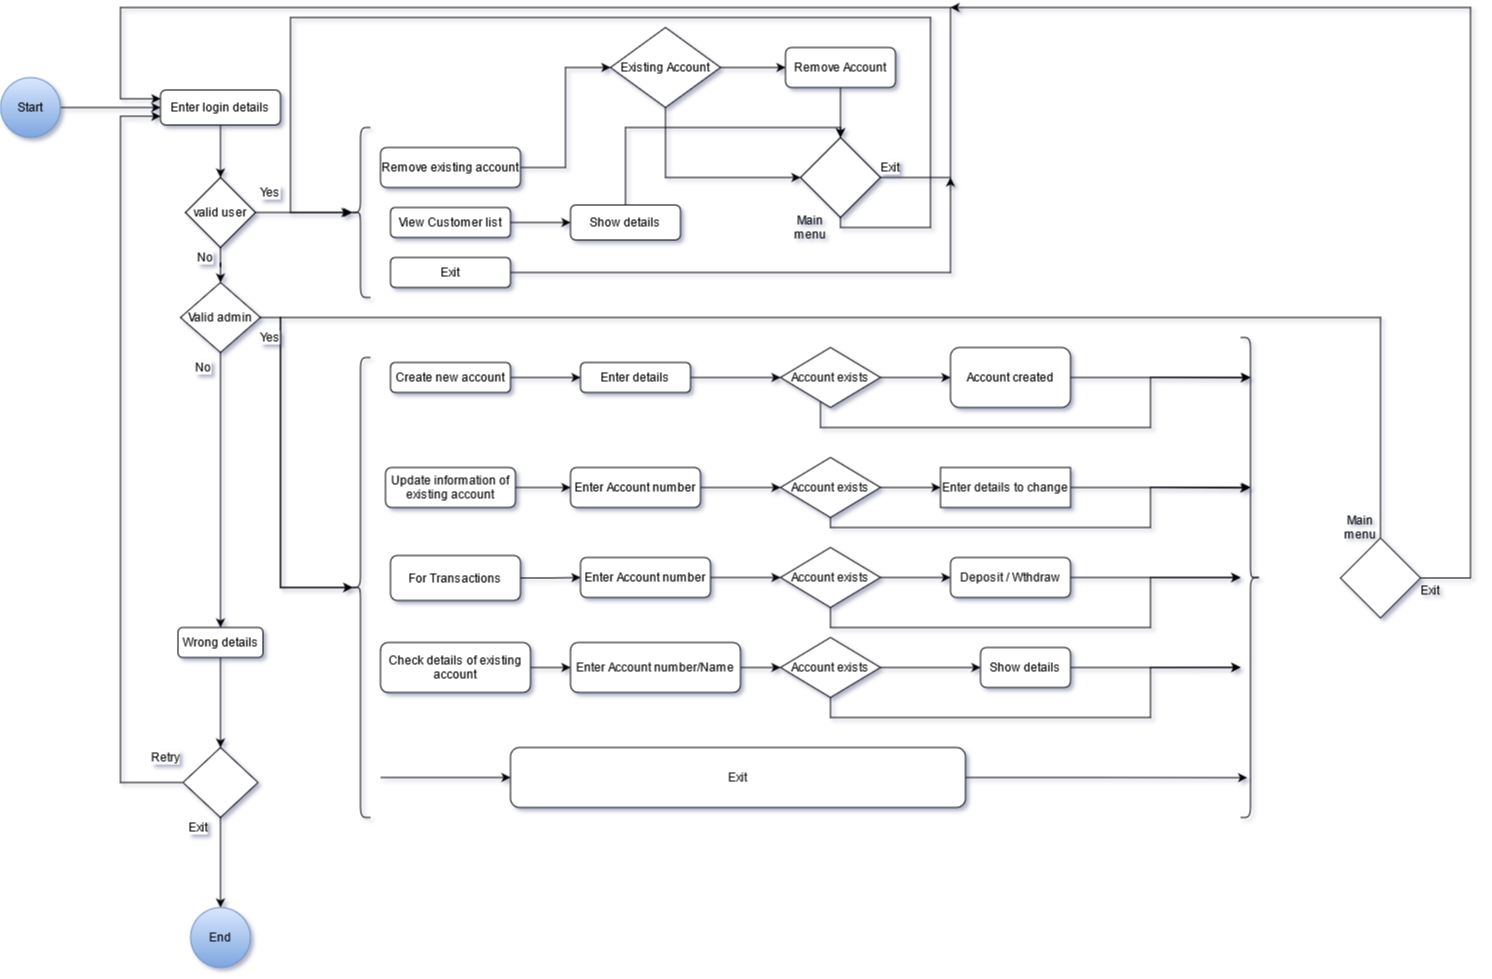 Start
Enter login details
valid user
Yes
No
Valid admin
Yes
No
Wrong details
Retry
Exit
End
Remove existing account
Existing Account
Remove Account
View Customer list
Show details
Exit
Main
menu
Exit
Create new account
Enter details
Account exists
Account created
Update information of
existing account
Enter Account number
Account exists
Enter details to change
For Transactions
Enter Account number
Account exists
Deposit / Wthdraw
Check details of existing
account
Enter Account number/Name
Account exists
Show details
Exit
Main
menu
Exit